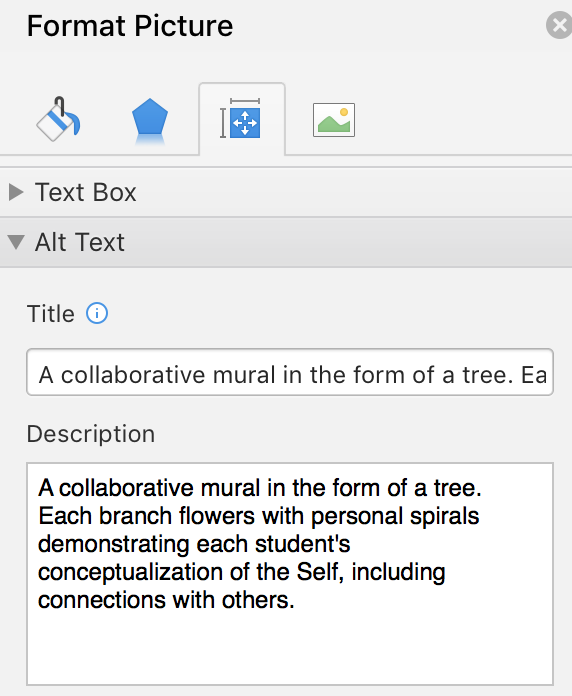 Format Picture
Text Box
Alt Text
Title
A collaborative mural in the form of a tree. Ea
Description
A collaborative mural in the form of a tree.
Each branch flowers with personal spirals
demonstrating each student's
conceptualization of the Self, including
connections with others.